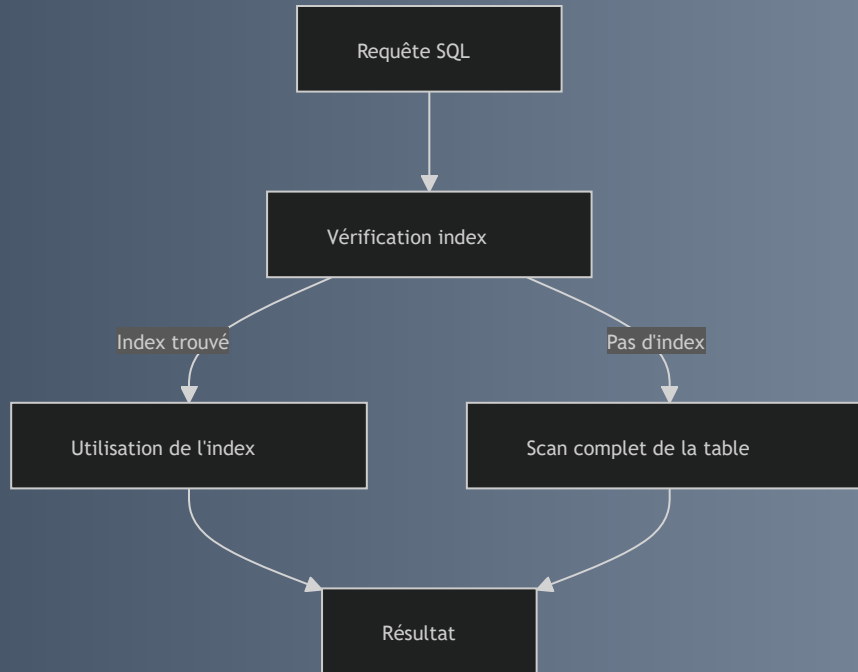 Requête SQL
Vérification index
Index trouvé
Pas d'index
Utilisation de l'index
Scan complet de la table
Résultat